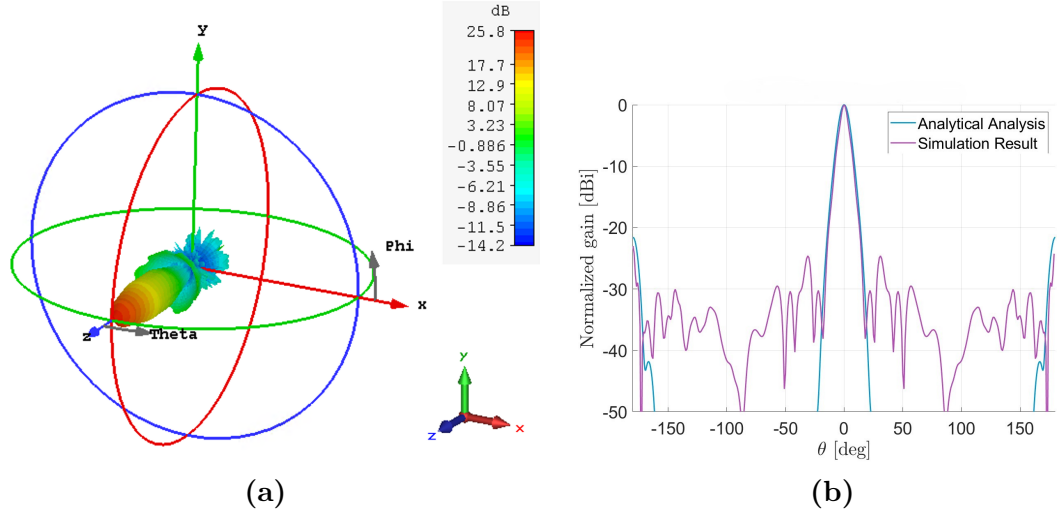 dB
25.8
17.7
12.9
8.07
3.23
-0.886
-3.55
-6.21
-8.86
-11.5
-14.2
y
Phi
x
z
Theta
y
z
x
(a)
Analytical Analysis
Simulation Result
0
-10
-20
-30
-40
-50
Normalized gain [dBi]
-150
-100
-50
0
50
100
150
θ [deg]
(b)